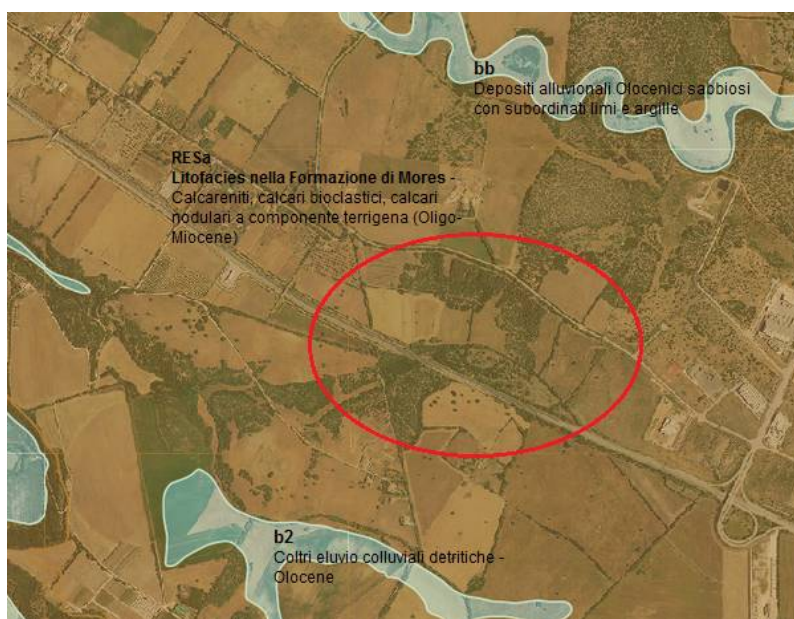 bb
Depositi alluvionali Olocenici sabbiosi
con subordinati limi e argille
RESa
Litofacies nella Formazione di Mores -
Calcareniti, calcari bioclastici, calcari
nodulari a componente terrigena (Oligo-
Miocene)
b2
Coltri eluvio colluviali detritiche -
Olocene